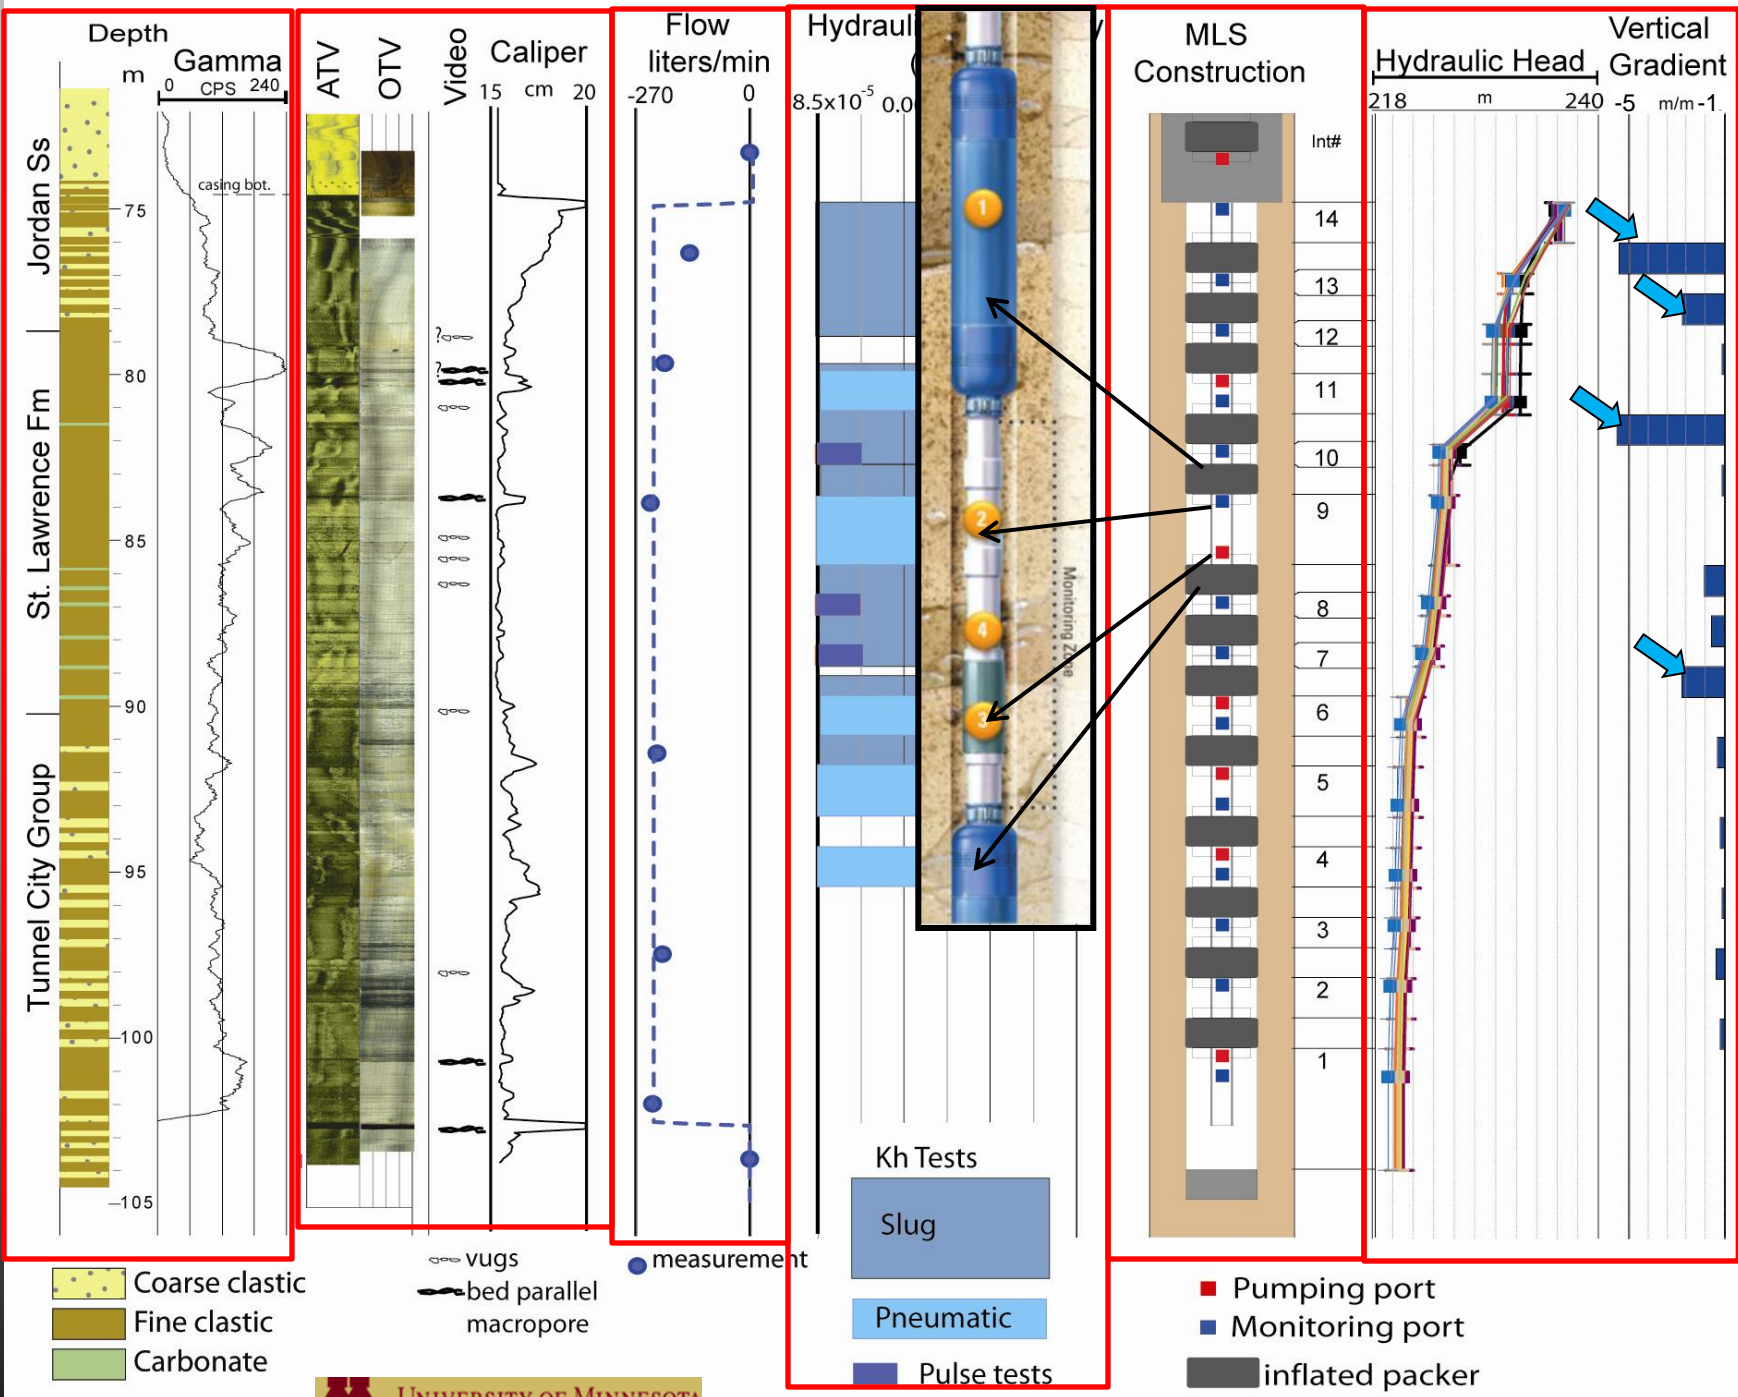 Depth
m
Gamma
0 CPS 240
casing bot.
Jordan Ss
St. Lawrence Fm
Tunnel City Group
75
80
85
90
95
100
105
ATV
OTV
Video
Caliper
15 cm 20
?
?
Flow
liters/min
-270 0
Hydrauli
y
(
8.5x10-5 0.0
1
2
4
3
Monitoring Zone
MLS
Construction
Int#
14
13
12
11
10
9
8
7
6
5
4
3
2
1
Hydraulic Head
218 m 240
Vertical
Gradient
-5 m/m -1
Kh Tests
Slug
Pneumatic
Pulse tests
Coarse clastic
Fine clastic
Carbonate
vugs
bed parallel
macropore
measurement
Pumping port
Monitoring port
inflated packer
UNIVERSITY OF MINNESOTA